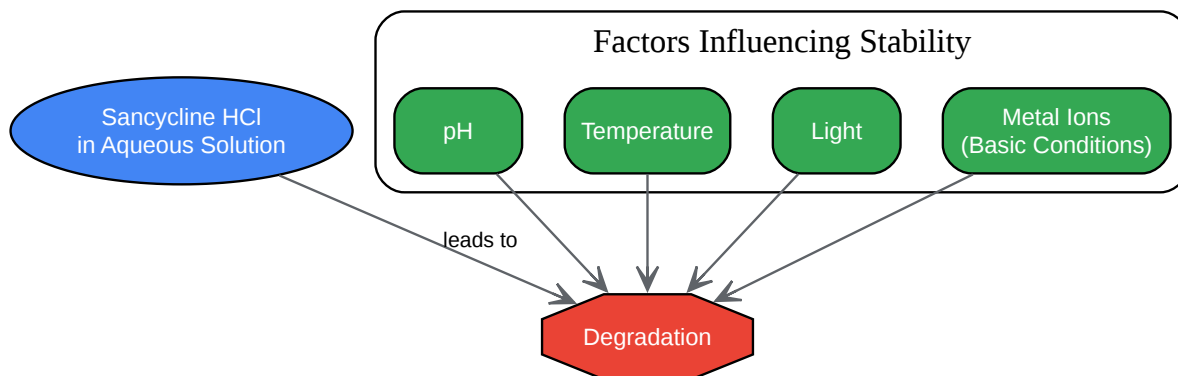 Factors Influencing Stability
Sancycline HCl
in Aqueous Solution
pH
Temperature
Light
Metal Ions
(Basic Conditions)
leads to
Degradation